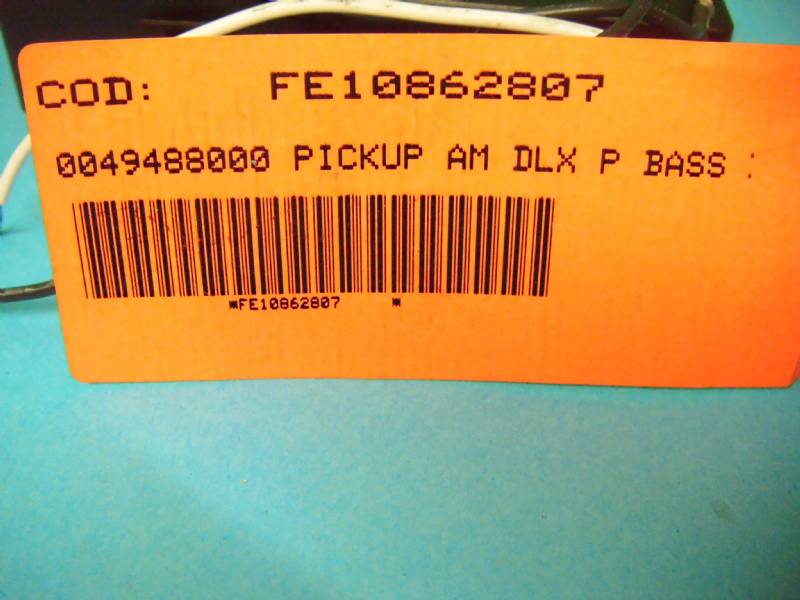 COD: FE10862807
0049488000 PICKUP AM DLX P BASS :
*FE10862807 *